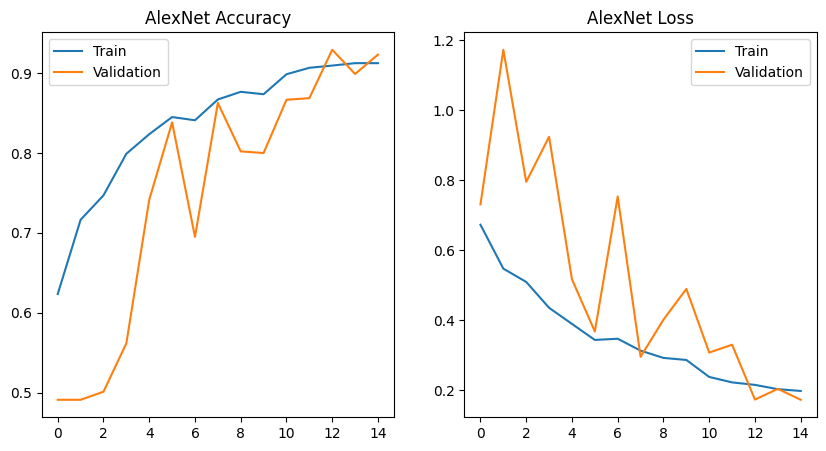 AlexNet Accuracy
Train
Validation
0.9
0.8
0.7
0.6
0.5
0 2 4 6 8 10 12 14
AlexNet Loss
Train
Validation
1.2
1.0
0.8
0.6
0.4
0.2
0 2 4 6 8 10 12 14